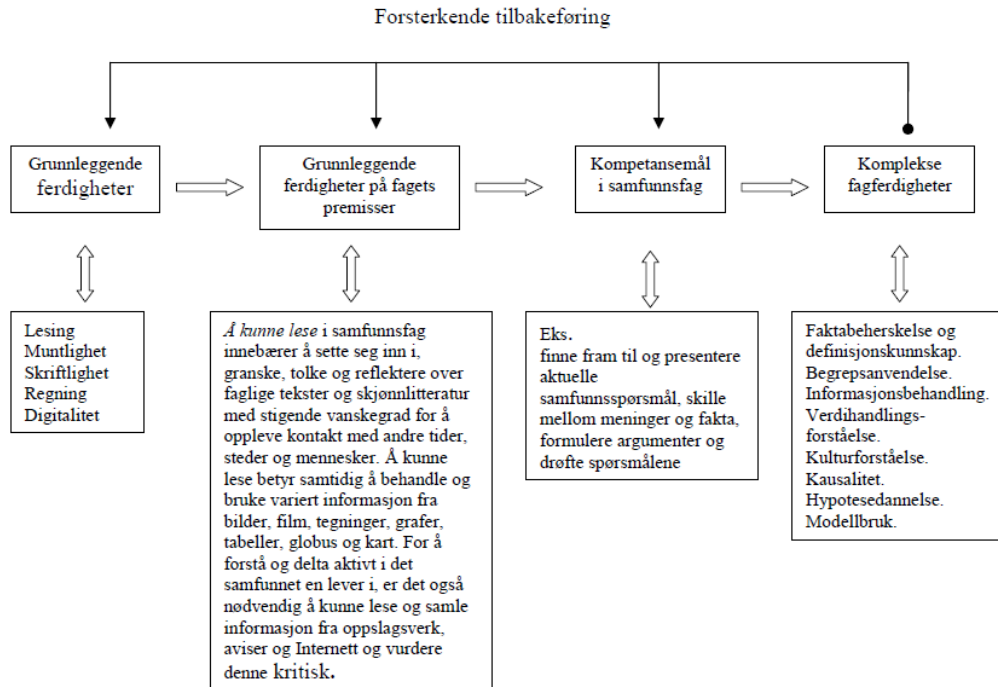 Forsterkende tilbakeføring
Grunnleggende
ferdigheter
Grunnleggende
ferdigheter på fagets
premisser
Kompetansemål
i samfunnsfag
Komplekse
fagferdigheter
Lesing
Muntlighet
Skriftlighet
Regning
Digitalitet
Å kunne lese i samfunnsfag
innebærer å sette seg inn i,
granske, tolke og reflektere over
faglige tekster og skjønnlitteratur
med stigende vanskegrad for å
oppleve kontakt med andre tider,
steder og mennesker. Å kunne
lese betyr samtidig å behandle og
bruke variert informasjon fra
bilder, film, tegninger, grafer,
tabeller, globus og kart. For å
forstå og delta aktivt i det
samfunnet en lever i, er det også
nødvendig å kunne lese og samle
informasjon fra oppslagsverk,
aviser og Internett og vurdere
denne kritisk.
Eks.
finne fram til og presentere
aktuelle
samfunnsspørsmål, skille
mellom meninger og fakta,
formulere argumenter og
drøfte spørsmålene
Faktabeherskelse og
definisjonskunnskap.
Begrepsanvendelse.
Informasjonsbehandling.
Verdihandlings-
forståelse.
Kulturforståelse.
Kausalitet.
Hypotesedannelse.
Modellbruk.